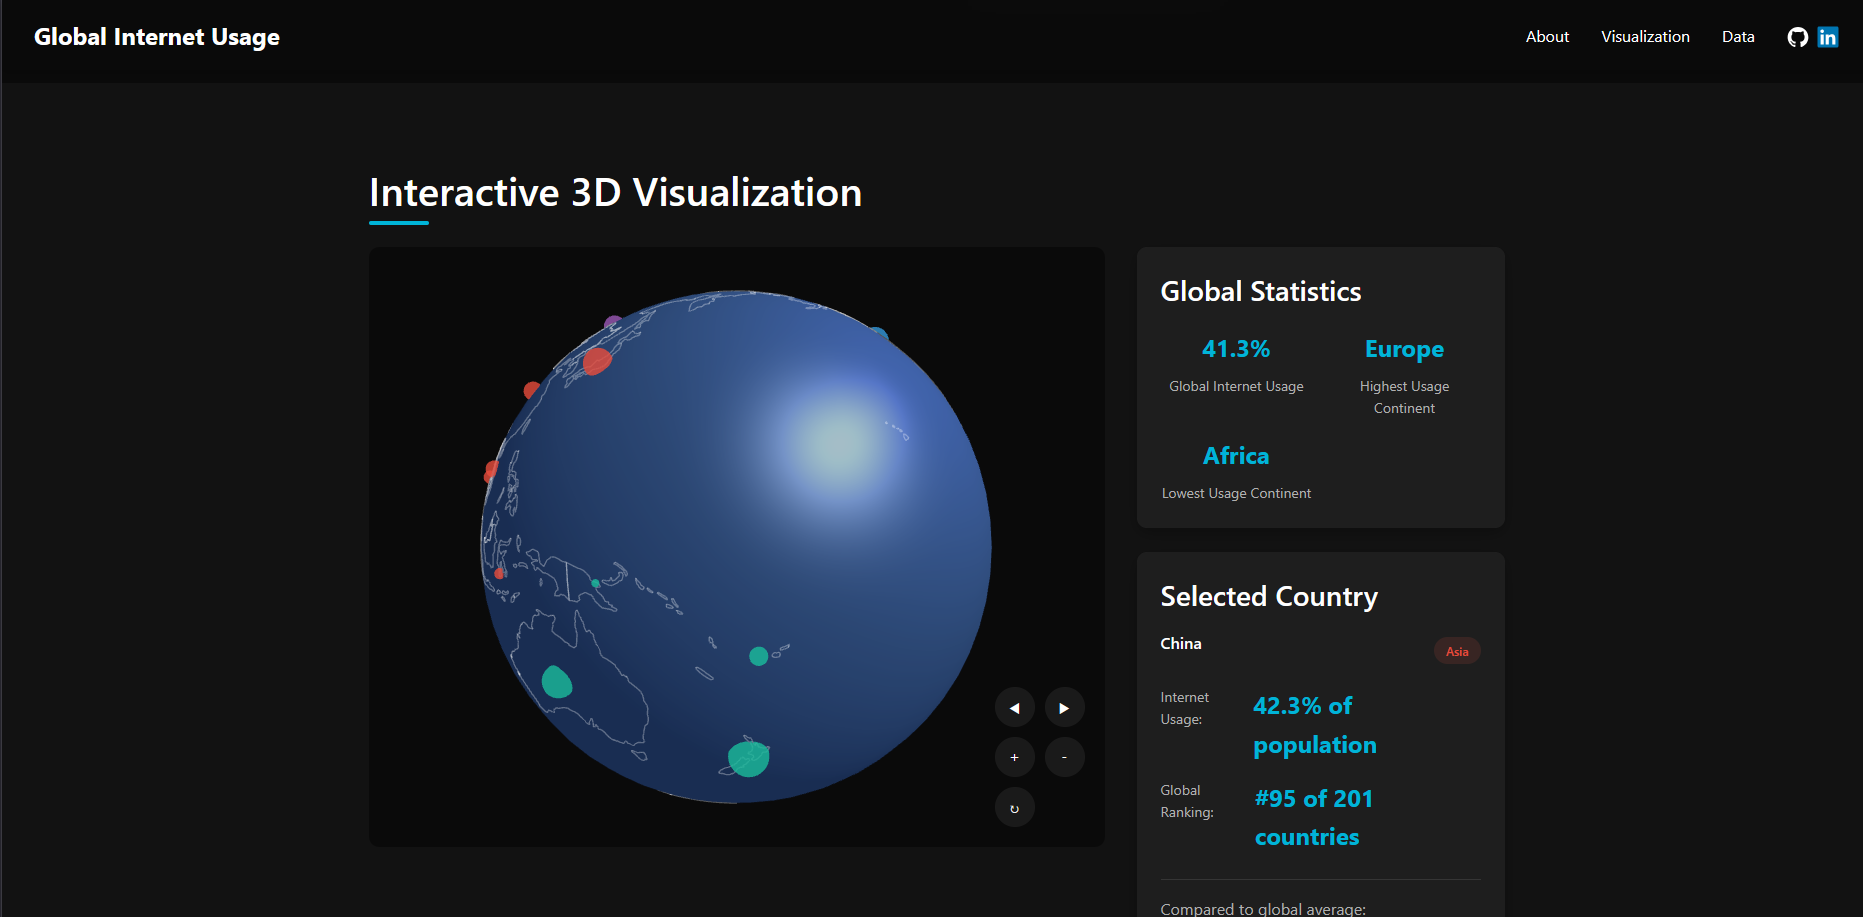 Global Internet Usage
About
Visualization
Data
in
Interactive 3D Visualization
Global Statistics
41.3%
Global Internet Usage
Europe
Highest Usage
Continent
Africa
Lowest Usage Continent
Selected Country
China
Asia
Internet
Usage:
42.3% of
population
Global
Ranking:
#95 of 201
countries
Compared to global average:
◀
▶
+
-
↻